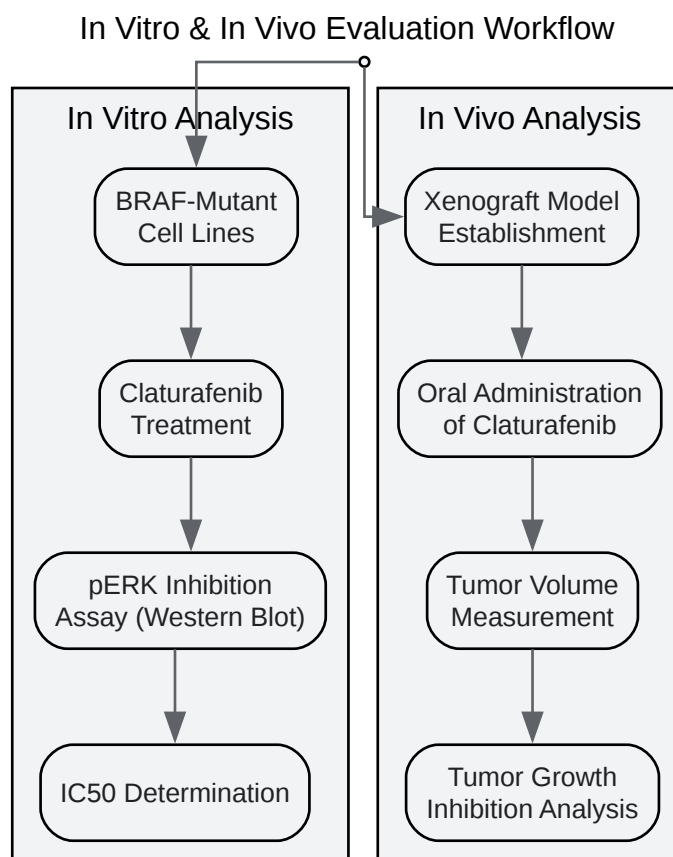 In Vitro & In Vivo Evaluation Workflow
In Vitro Analysis
BRAF-Mutant
Cell Lines
Claturafenib
Treatment
pERK Inhibition
Assay (Western Blot)
IC50 Determination
In Vivo Analysis
Xenograft Model
Establishment
Oral Administration
of Claturafenib
Tumor Volume
Measurement
Tumor Growth
Inhibition Analysis